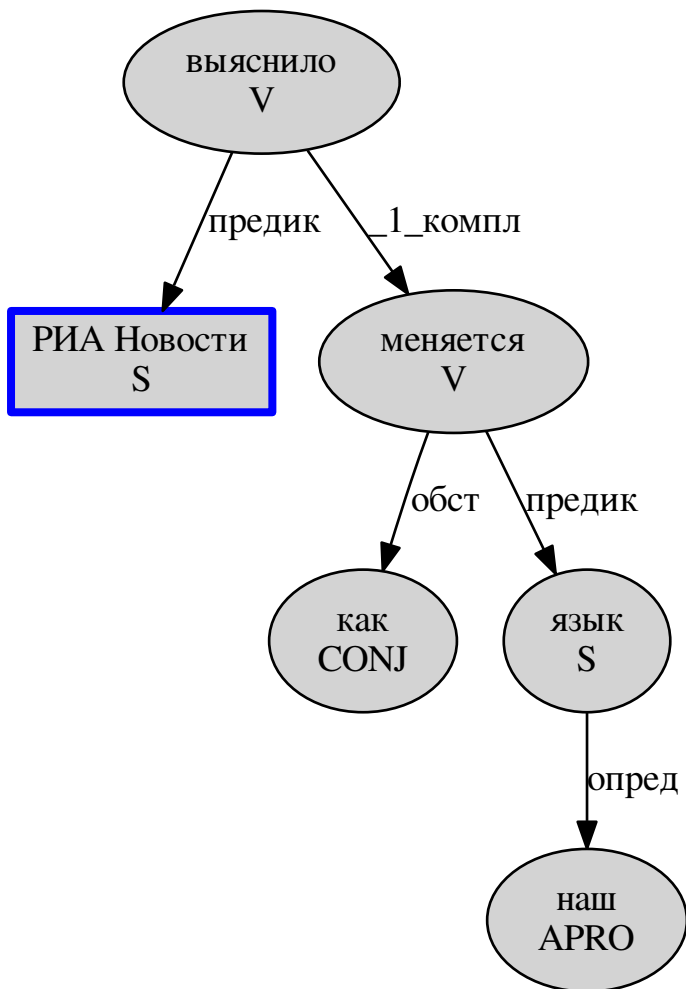 выяснило
V
предик
_1_компл
РИА Новости
S
меняется
V
обст
предик
как
CONJ
язык
S
опред
наш
APRO